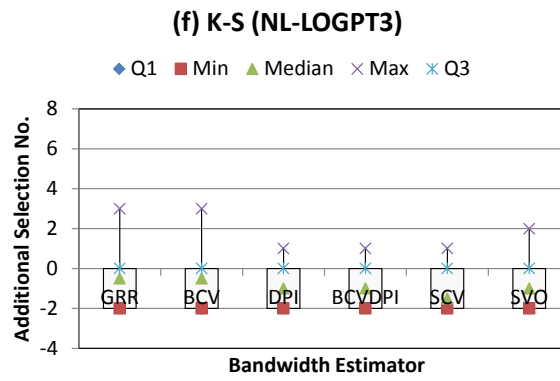 (f) K-S (NL-LOGPT3)
Q1 Min Median Max Q3
Additional Selection No.
8
6
4
2
0
-2
-4
GRR BCV DPI BCVDPI SCV SVO
Bandwidth Estimator